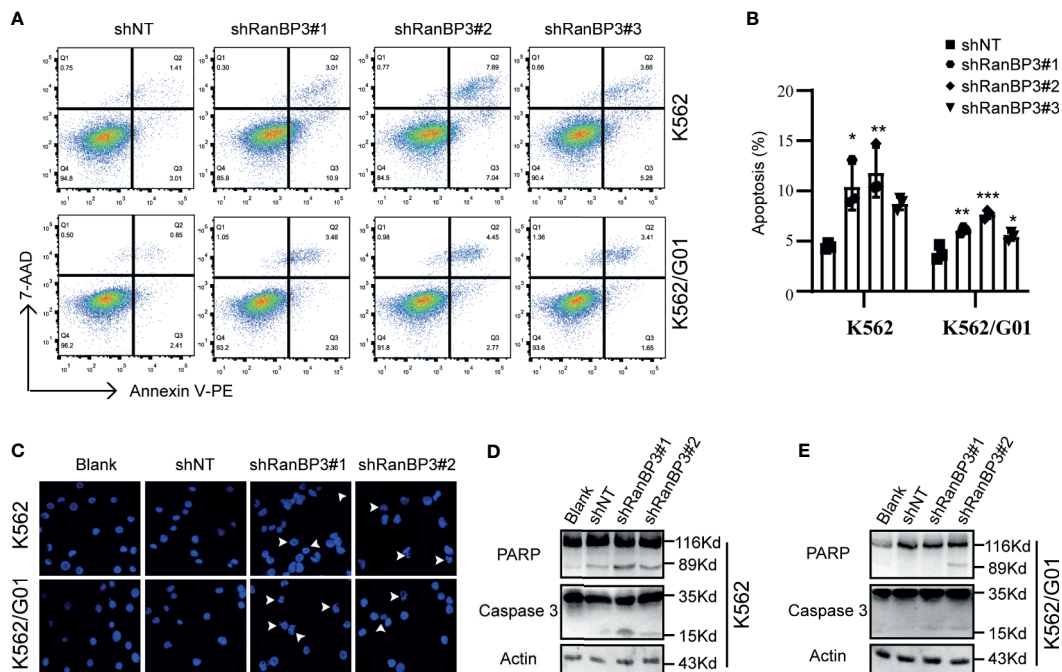 A
shNT
shRanBP3#1
shRanBP3#2
shRanBP3#3
Q1
0.75
Q2
1.41
Q4
94.8
Q3
3.01
Q1
0.30
Q2
3.01
Q4
85.8
Q3
10.9
Q1
0.77
Q2
7.69
Q4
84.5
Q3
7.04
Q1
0.66
Q2
3.66
Q4
90.4
Q3
5.28
K562
Q1
0.50
Q2
0.85
Q4
96.2
Q3
2.41
Q1
1.05
Q2
3.48
Q4
93.2
Q3
2.30
Q1
0.98
Q2
4.45
Q4
91.8
Q3
2.77
Q1
1.36
Q2
3.41
Q4
93.6
Q3
1.65
K562/G01
7-AAD
Annexin V-PE
B
shNT
shRanBP3#1
shRanBP3#2
shRanBP3#3
Apoptosis (%)
20
15
10
5
0
* **
** *** *
K562 K562/G01
C
Blank shNT shRanBP3#1 shRanBP3#2
K562
K562/G01
D
Blank
shNT
shRanBP3#1
shRanBP3#2
PARP
116Kd
89Kd
Caspase 3
35Kd
15Kd
Actin
43Kd
K562
E
Blank
shNT
shRanBP3#1
shRanBP3#2
PARP
116Kd
89Kd
Caspase 3
35Kd
15Kd
Actin
43Kd
K562/G01